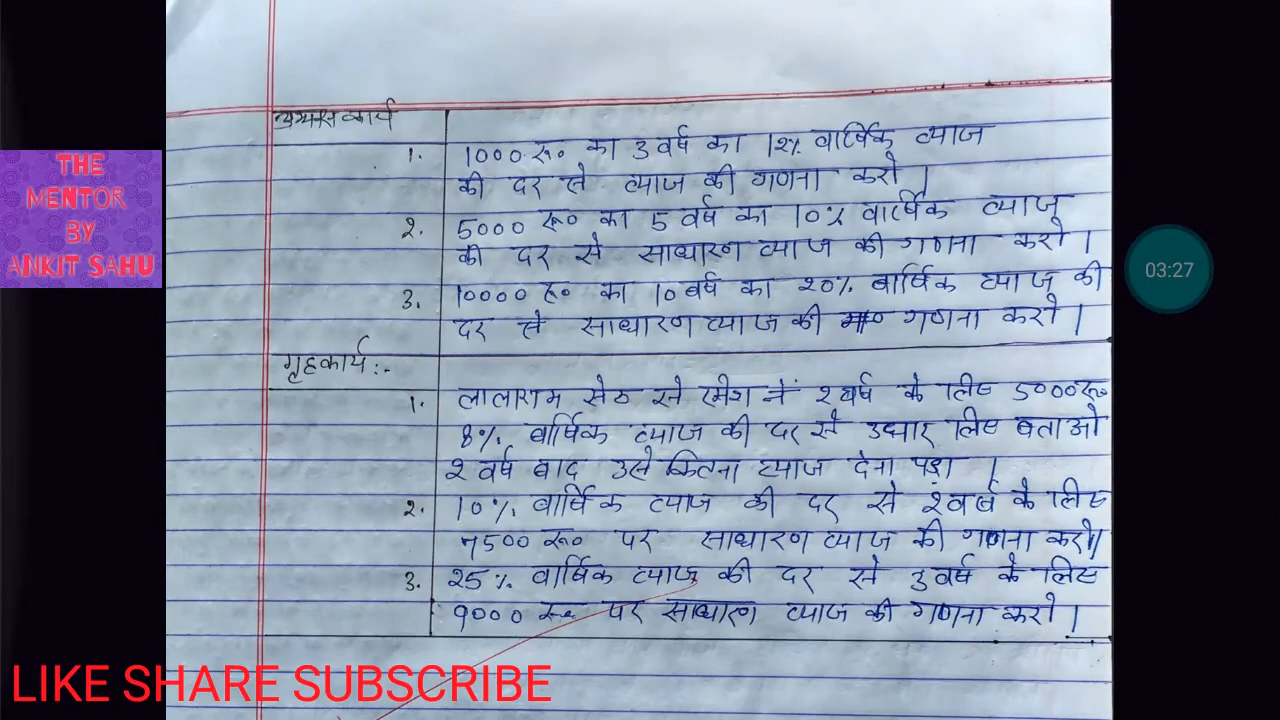 THE
MENTOR
BY
ANKIT SAHU
अभ्यासकार्य
1. 1000 रू० का 3 वर्ष का 12% वार्षिक ब्याज
की दर से ब्याज की गणना करो |
2. 5000 रू० का 5 वर्ष का 10% वार्षिक ब्याज
की दर से साधारण ब्याज की गणना करो |
3. 10000 रू० का 10 वर्ष का 20% वार्षिक ब्याज की
दर से साधारण ब्याज की गणना करो |
गृहकार्य :-
1. लालाराम सेठ से रमेश ने 2 वर्ष के लिए 5000 रू०
8% वार्षिक ब्याज की दर से उधार लिए बताओ
2 वर्ष बाद उसे कितना ब्याज देना पड़ा |
2. 10% वार्षिक ब्याज की दर से 2 वर्ष के लिए
7500 रू० पर साधारण ब्याज की गणना करो |
3. 25% वार्षिक ब्याज की दर से 3 वर्ष के लिए
9000 रू० पर साधारण ब्याज की गणना करो |
03:27
LIKE SHARE SUBSCRIBE